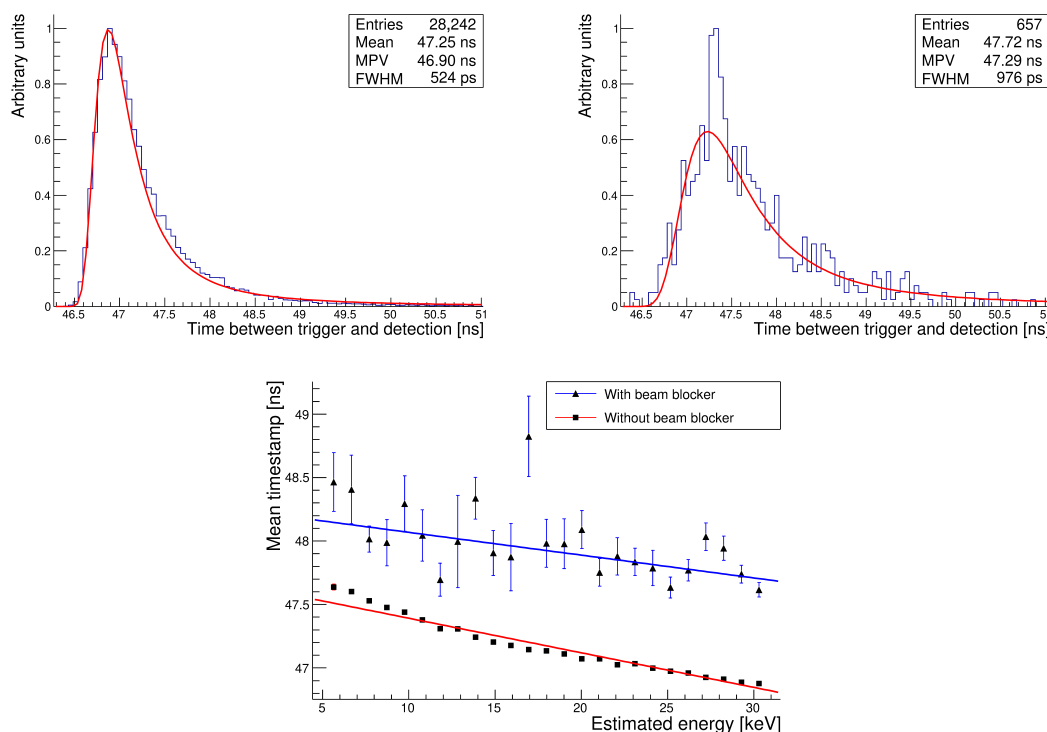 Arbitrary units
1
0.8
0.6
0.4
0.2
0
46.5 47 47.5 48 48.5 49 49.5 50 50.5 51
Time between trigger and detection [ns]
Entries 28,242
Mean 47.25 ns
MPV 46.90 ns
FWHM 524 ps
Arbitrary units
1
0.8
0.6
0.4
0.2
0
46.5 47 47.5 48 48.5 49 49.5 50 50.5
Time between trigger and detection [ns]
Entries 657
Mean 47.72 ns
MPV 47.29 ns
FWHM 976 ps
Mean timestamp [ns]
49
48.5
48
47.5
47
5 10 15 20 25 30
Estimated energy [keV]
With beam blocker
Without beam blocker